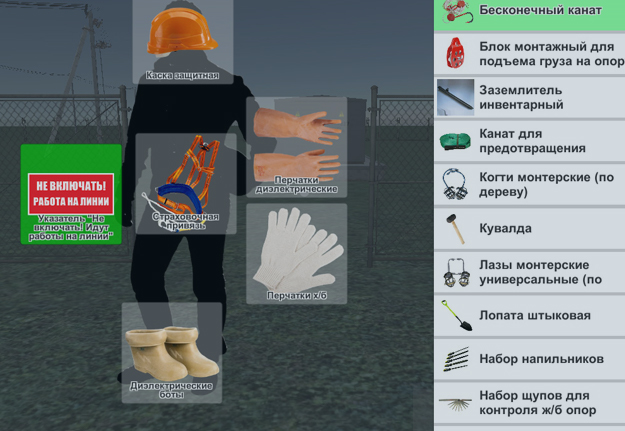 Каска защитная
Перчатки
диэлектрические
НЕ ВКЛЮЧАТЬ!
РАБОТА НА ЛИНИИ
Указатель "Не
включать! Идут
работы на линии"
Страховочная
привязь
Перчатки х/б
Диэлектрические
боты
Бесконечный канат
Блок монтажный для
подъема груза на опор
Заземлитель
инвентарный
Канат для
предотвращения
Когти монтерские (по
дереву)
Кувалда
Лазы монтерские
универсальные (по
Лопата штыковая
Набор напильников
Набор щупов для
контроля ж/б опор